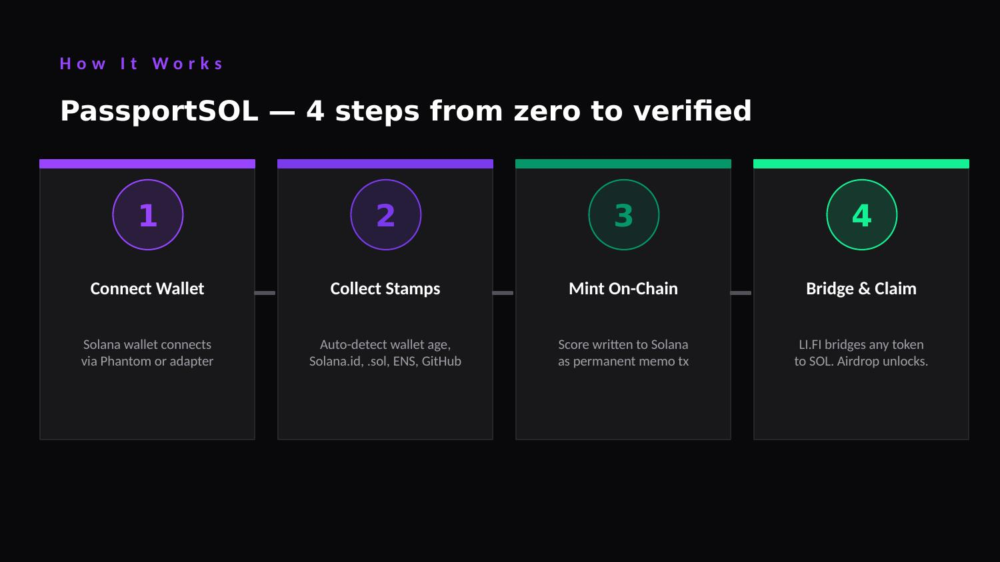 How It Works
PassportSOL — 4 steps from zero to verified
1
Connect Wallet
Solana wallet connects
via Phantom or adapter
2
Collect Stamps
Auto-detect wallet age,
Solana.id, .sol, ENS, GitHub
3
Mint On-Chain
Score written to Solana
as permanent memo tx
4
Bridge & Claim
LI.FI bridges any token
to SOL. Airdrop unlocks.